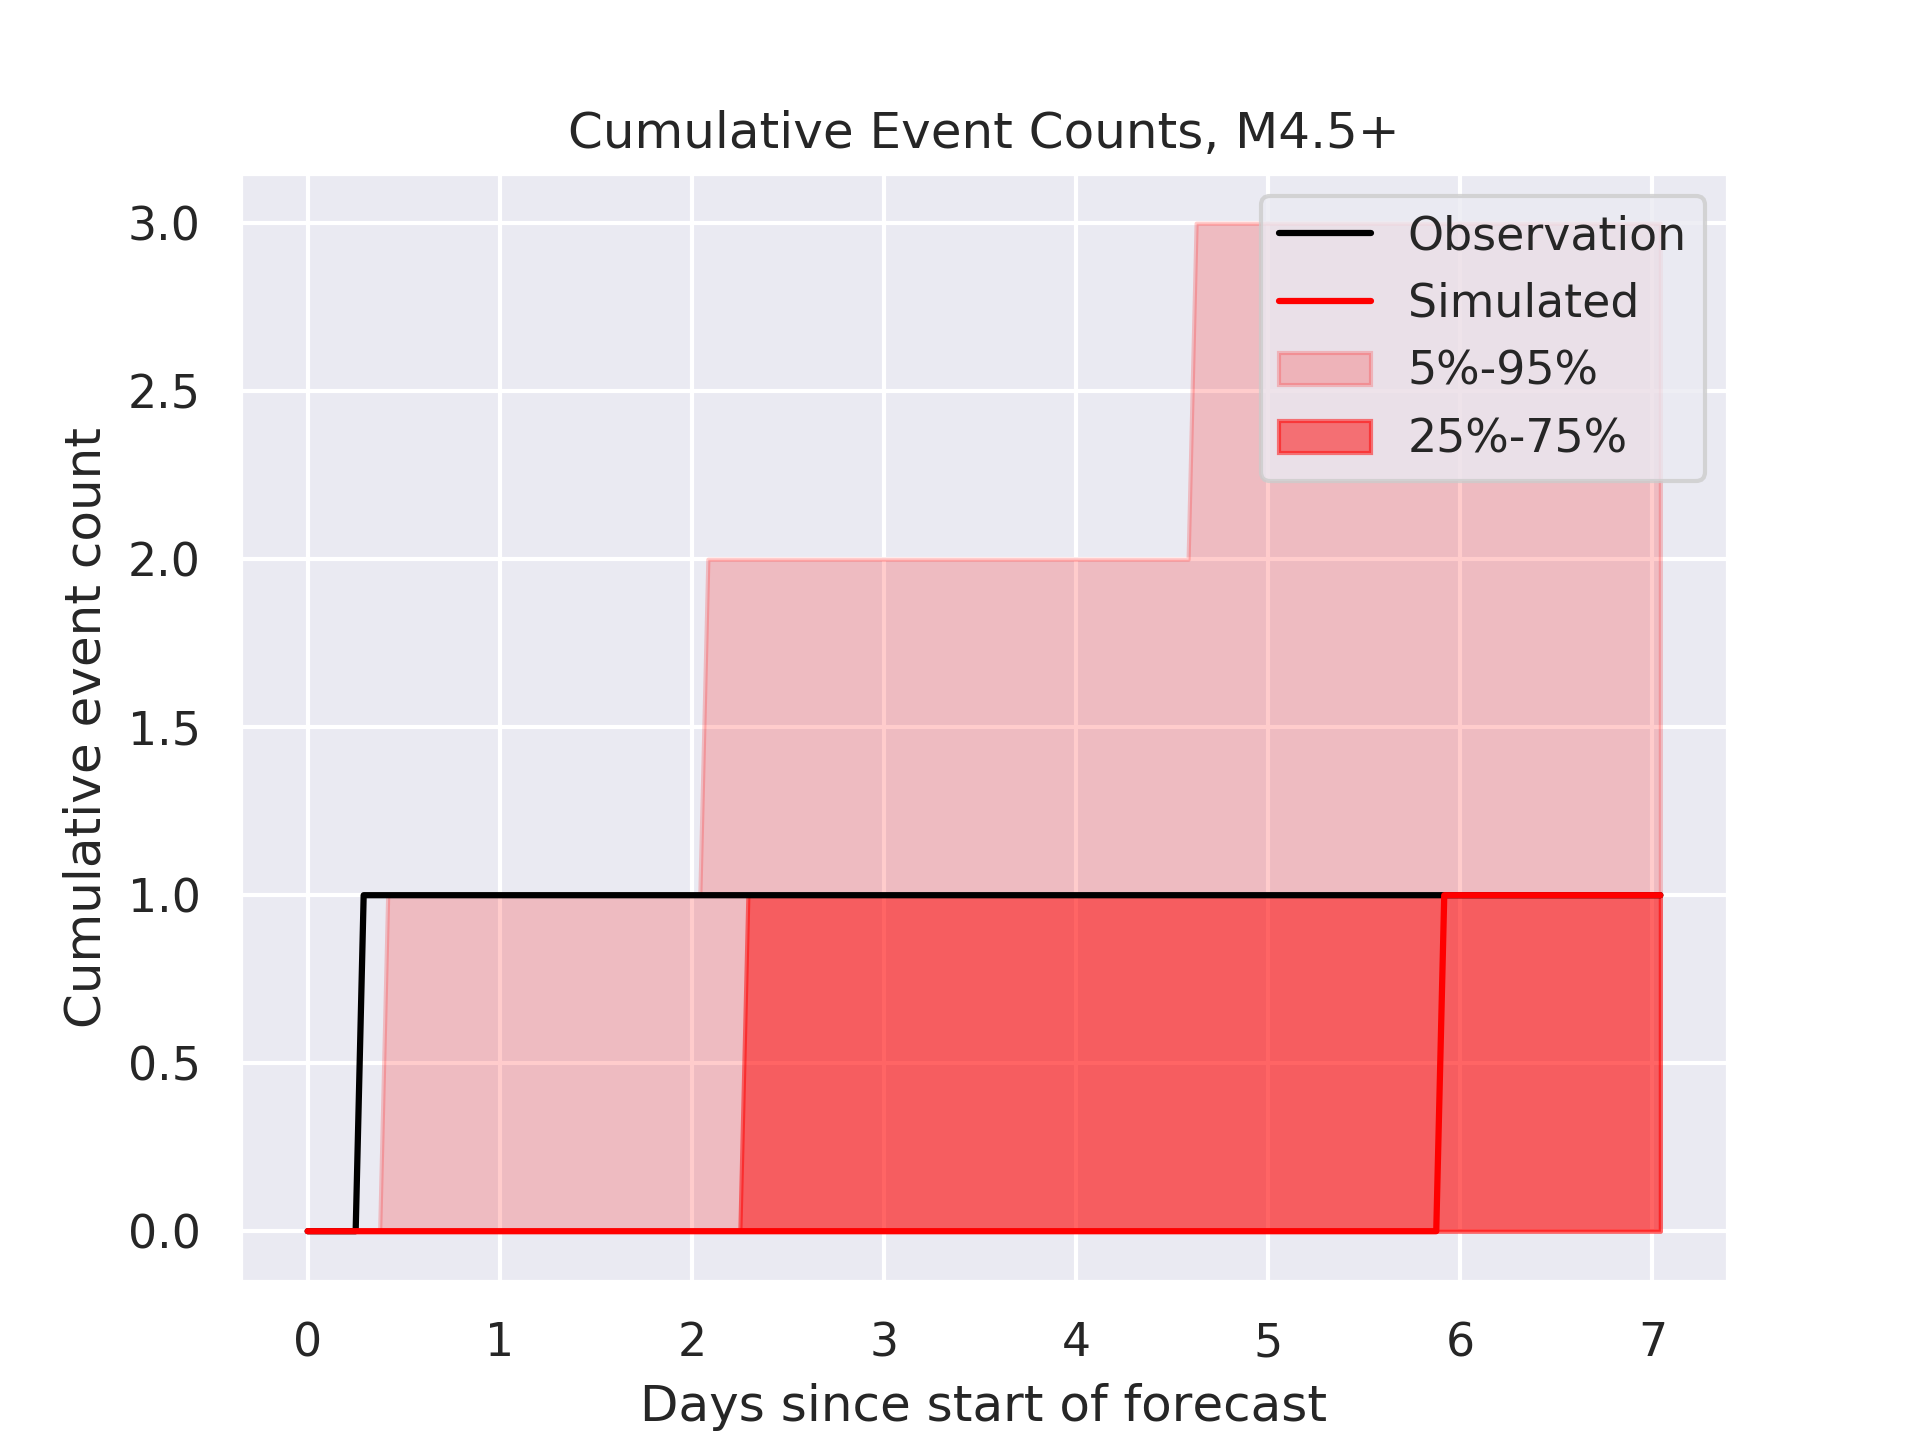 Cumulative Event Counts, M4.5+
Observation
Simulated
5%-95%
25%-75%
Cumulative event count
3.0
2.5
2.0
1.5
1.0
0.5
0.0
0 1 2 3 4 5 6 7
Days since start of forecast